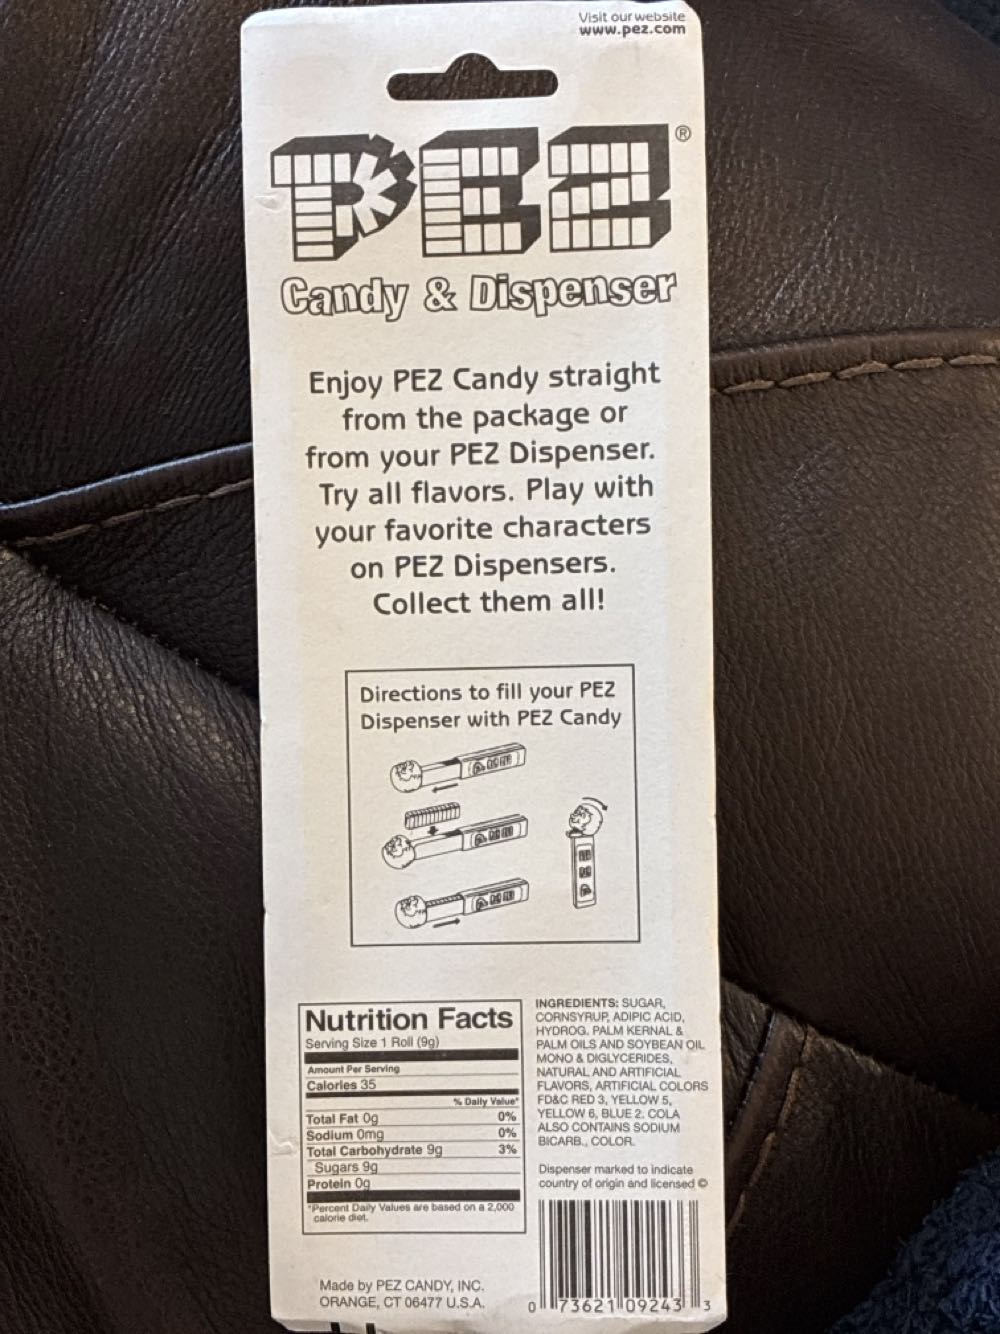 Visit our website
www.pez.com
PEZ®
Candy & Dispenser
Enjoy PEZ Candy straight
from the package or
from your PEZ Dispenser.
Try all flavors. Play with
your favorite characters
on PEZ Dispensers.
Collect them all!
Directions to fill your PEZ
Dispenser with PEZ Candy
PEZ
PEZ
PEZ
PEZ
Nutrition Facts
Serving Size 1 Roll (9g)
Amount Per Serving
Calories 35
% Daily Value*
Total Fat 0g 0%
Sodium 0mg 0%
Total Carbohydrate 9g 3%
Sugars 9g
Protein 0g
*Percent Daily Values are based on a 2,000
calorie diet.
Made by PEZ CANDY, INC.
ORANGE, CT 06477 U.S.A.
INGREDIENTS: SUGAR,
CORNSYRUP, ADIPIC ACID,
HYDROG. PALM KERNAL &
PALM OILS AND SOYBEAN OIL
MONO & DIGLYCERIDES,
NATURAL AND ARTIFICIAL
FLAVORS, ARTIFICIAL COLORS
FD&C RED 3, YELLOW 5,
YELLOW 6, BLUE 2. COLA
ALSO CONTAINS SODIUM
BICARB., COLOR.
Dispenser marked to indicate
country of origin and licensed ©
0 73621 09243 3